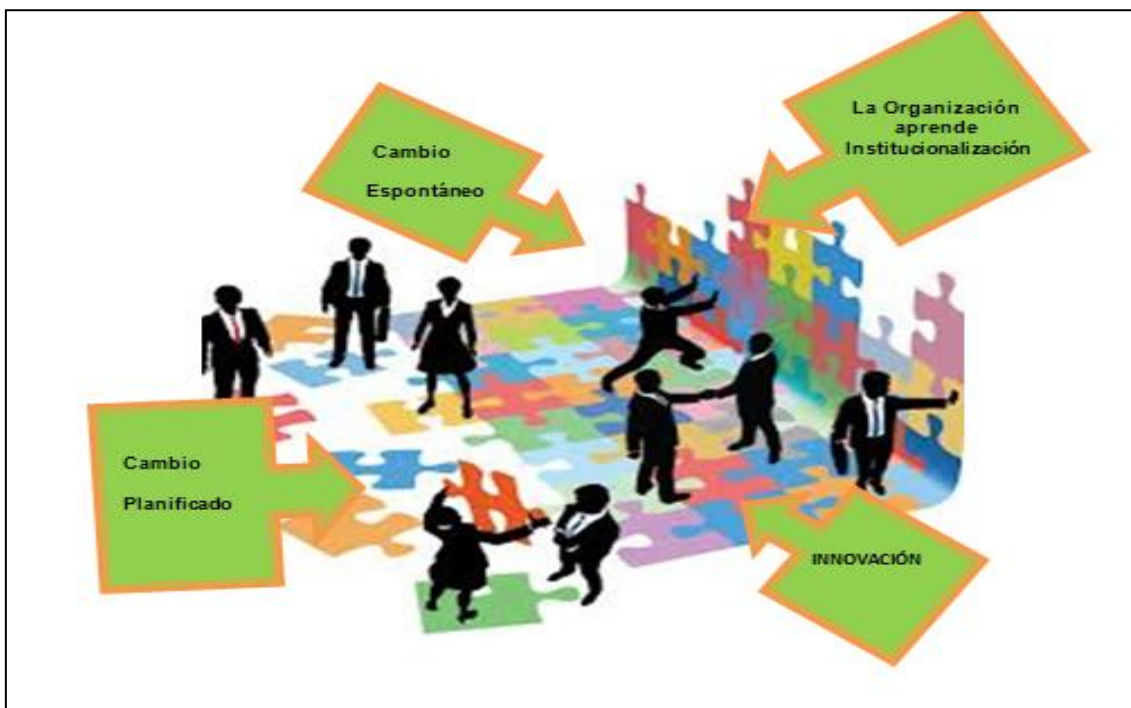 Cambio
Espontáneo
La Organización
aprende
Institucionalización
Cambio
Planificado
INNOVACIÓN